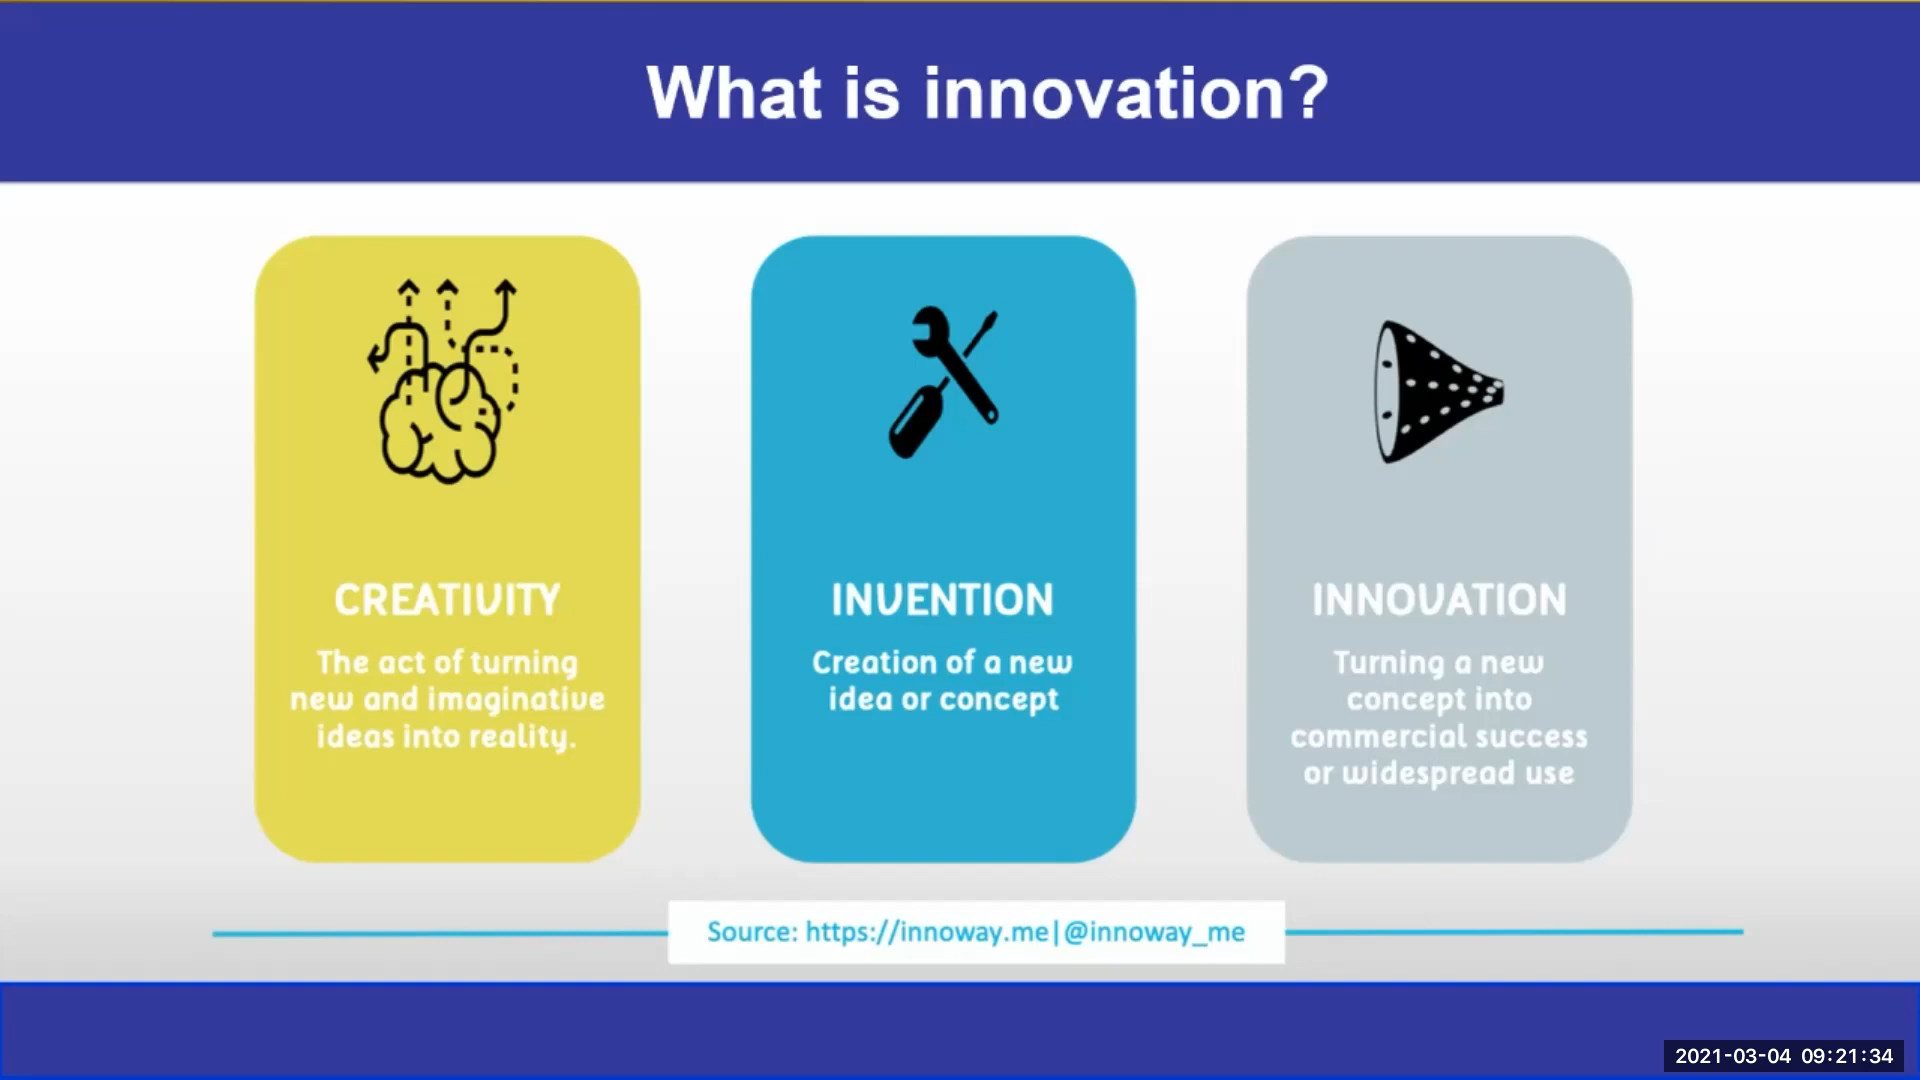 What is innovation?
CREATIVITY
The act of turning
new and imaginative
ideas into reality.
INVENTION
Creation of a new
idea or concept
INNOVATION
Turning a new
concept into
commercial success
or widespread use
Source: https://innoway.me|@innoway_me
2021-03-04 09:21:34